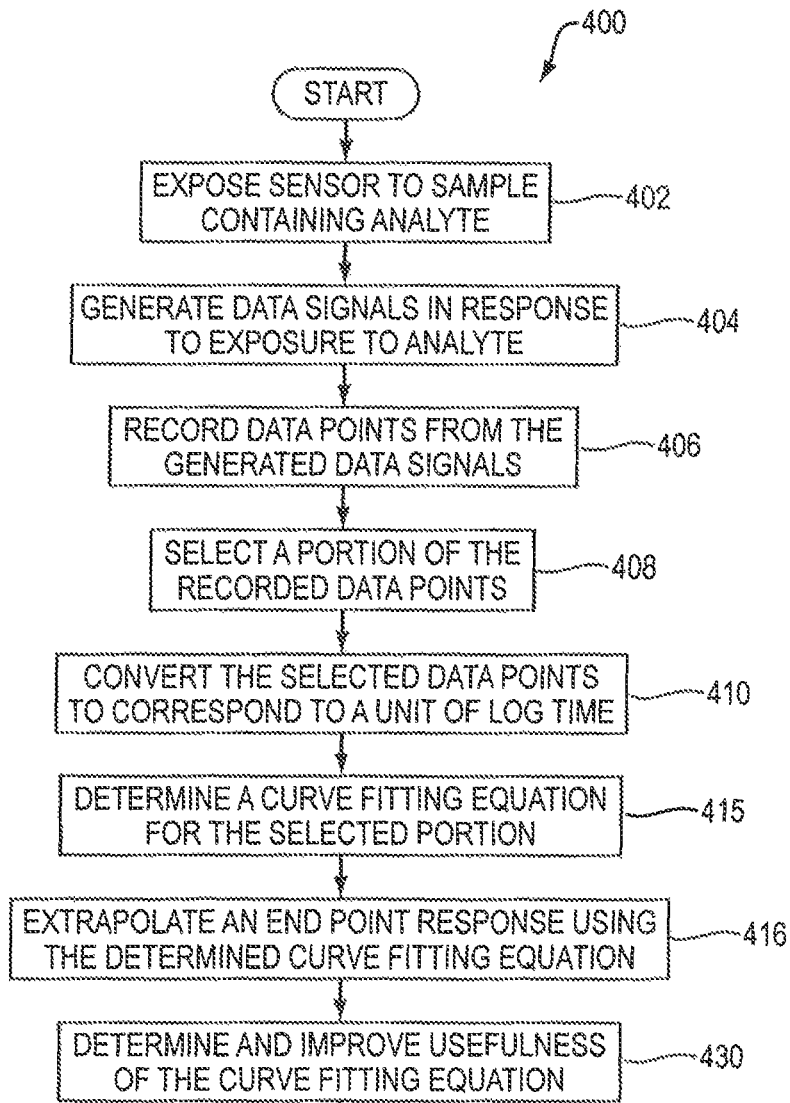 400
START
EXPOSE SENSOR TO SAMPLE
CONTAINING ANALYTE
402
GENERATE DATA SIGNALS IN RESPONSE
TO EXPOSURE TO ANALYTE
404
RECORD DATA POINTS FROM THE
GENERATED DATA SIGNALS
406
SELECT A PORTION OF THE
RECORDED DATA POINTS
408
CONVERT THE SELECTED DATA POINTS
TO CORRESPOND TO A UNIT OF LOG TIME
410
DETERMINE A CURVE FITTING EQUATION
FOR THE SELECTED PORTION
415
EXTRAPOLATE AN END POINT RESPONSE USING
THE DETERMINED CURVE FITTING EQUATION
416
DETERMINE AND IMPROVE USEFULNESS
OF THE CURVE FITTING EQUATION
430